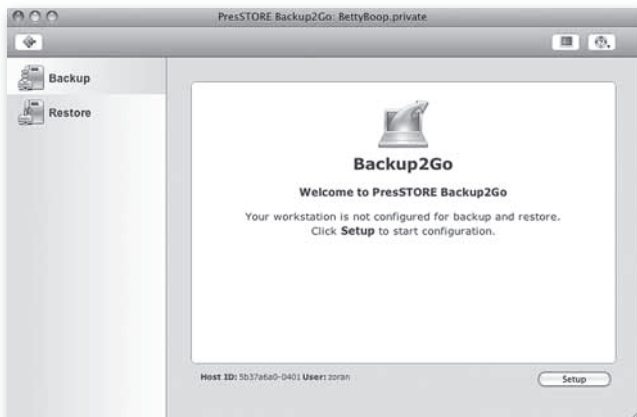 PresSTORE Backup2Go: BettyBoop.private
Backup
Restore
Backup2Go
Welcome to PresSTORE Backup2Go
Your workstation is not configured for backup and restore.
Click Setup to start configuration.
Host ID: 5b37a6a0-0401 User: zoran
Setup